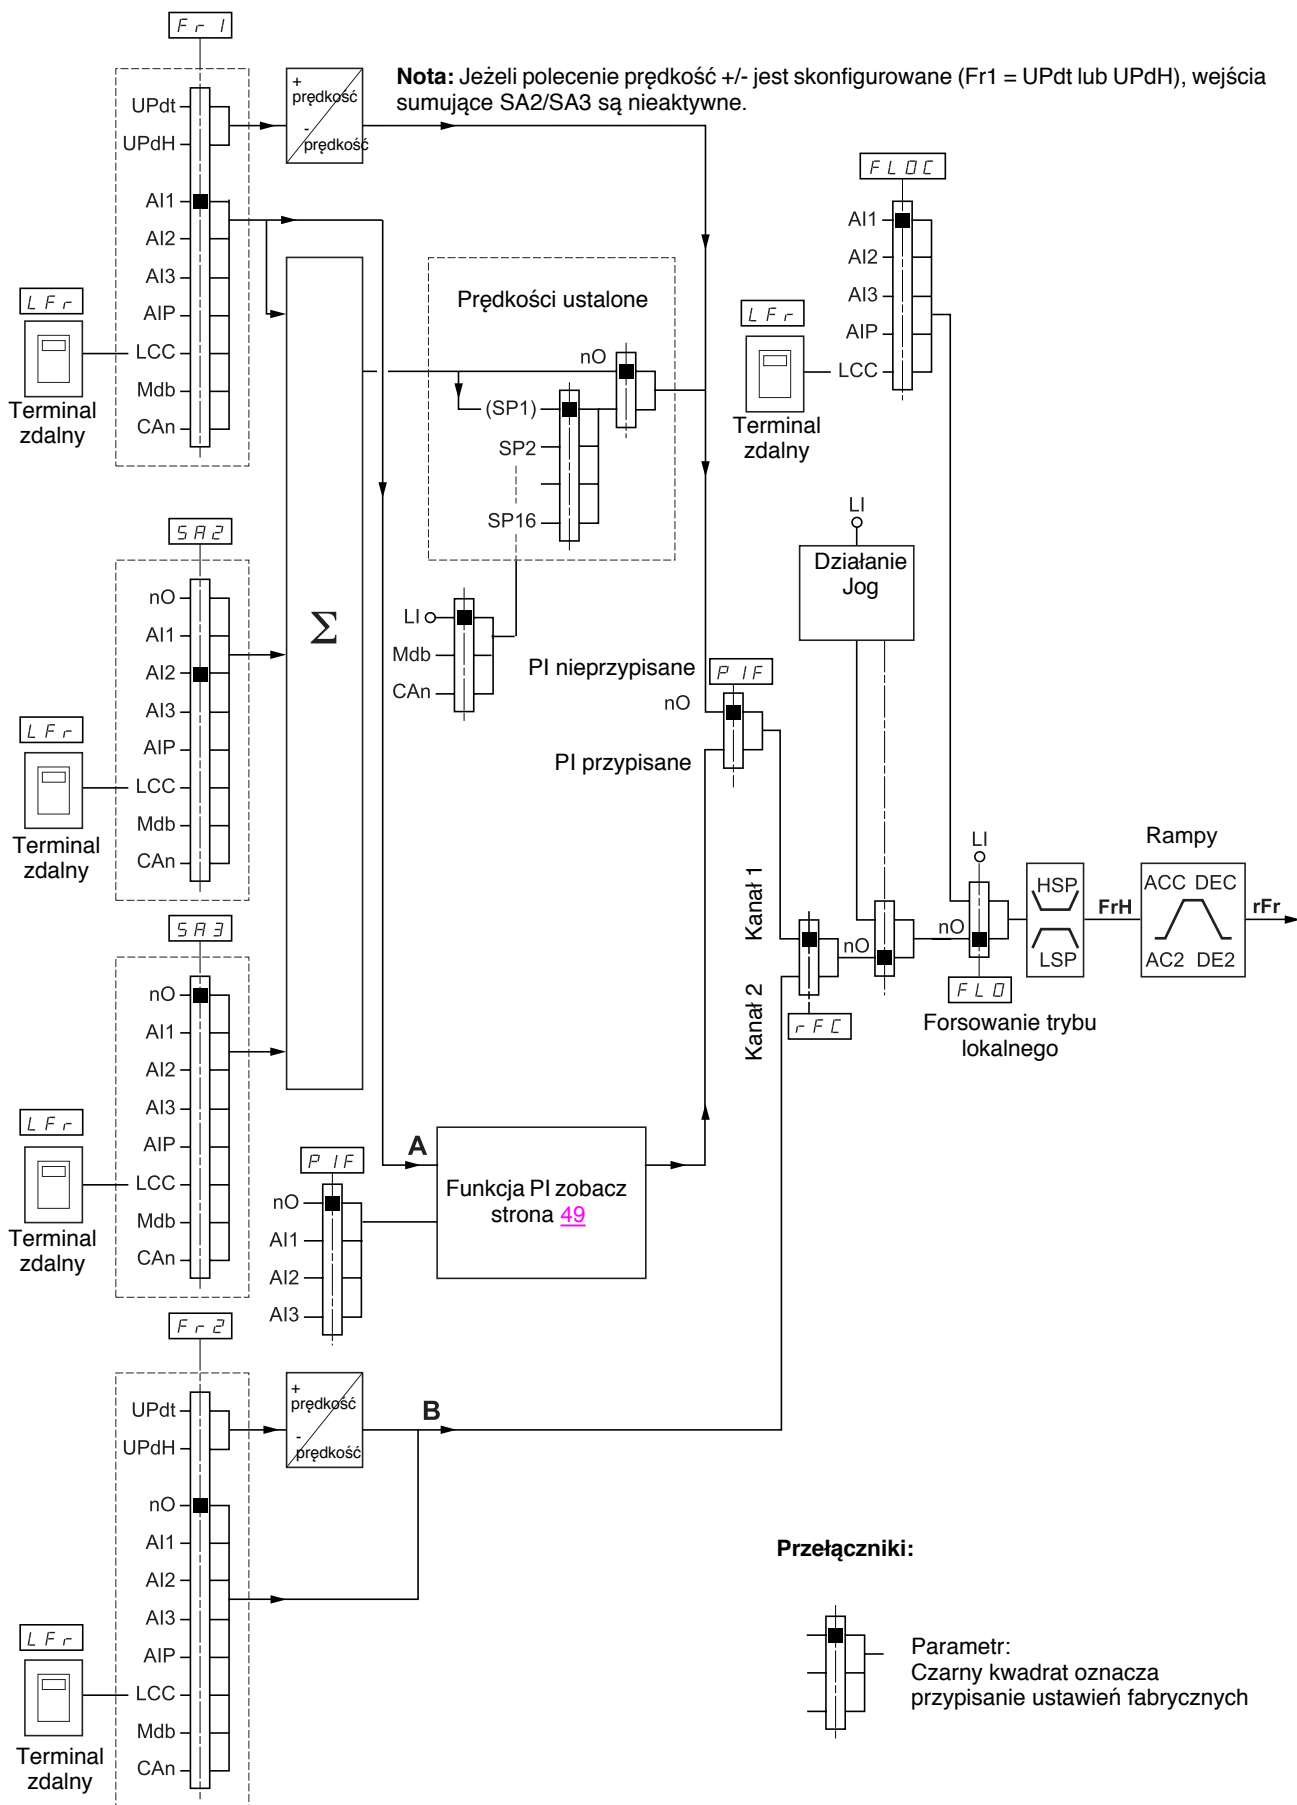 Fr1
Nota: Jeżeli polecenie prędkość +/- jest skonfigurowane (Fr1 = UPdt lub UPdH), wejścia
sumujące SA2/SA3 są nieaktywne.
UPdt
UPdH
+
prędkość
-
prędkość
AI1
AI2
AI3
AIP
LCC
Mdb
CAn
LFr
Terminal
zdalny
Prędkości ustalone
nO
(SP1)
SP2
SP16
LI
Mdb
CAn
FLOC
AI1
AI2
AI3
AIP
LCC
LFr
Terminal
zdalny
SA2
nO
AI1
AI2
AI3
AIP
LCC
Mdb
CAn
LFr
Terminal
zdalny
Σ
LI
Działanie
Jog
PI nieprzypisane
PIF
nO
PI przypisane
Kanał 1
Kanał 2
rFC
nO
LI
nO
FLO
Forsowanie trybu
lokalnego
HSP
LSP
FrH
Rampy
ACC DEC
AC2 DE2
rFr
SA3
nO
AI1
AI2
AI3
AIP
LCC
Mdb
CAn
LFr
Terminal
zdalny
PIF
nO
AI1
AI2
AI3
A
Funkcja PI zobacz
strona 49
Fr2
UPdt
UPdH
+
prędkość
-
prędkość
B
nO
AI1
AI2
AI3
AIP
LCC
Mdb
CAn
LFr
Terminal
zdalny
Przełączniki:
Parametr:
Czarny kwadrat oznacza
przypisanie ustawień fabrycznych